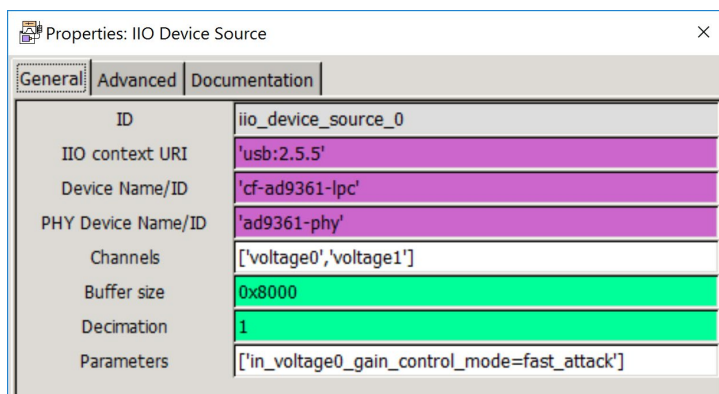 Properties: IIO Device Source
General Advanced Documentation
ID iio_device_source_0
IIO context URI 'usb:2.5.5'
Device Name/ID 'cf-ad9361-lpc'
PHY Device Name/ID 'ad9361-phy'
Channels ['voltage0','voltage1']
Buffer size 0x8000
Decimation 1
Parameters ['in_voltage0_gain_control_mode=fast_attack']